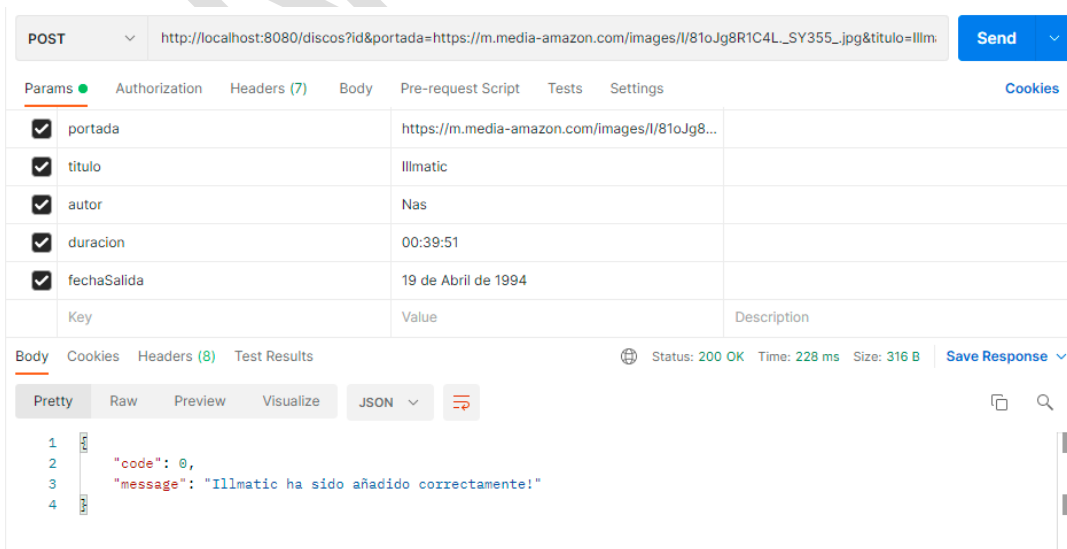 POST http://localhost:8080/discos?id&portada=https://m.media-amazon.com/images/I/81oJg8R1C4L._SY355_.jpg&titulo=Illm Send
Params Authorization Headers (7) Body Pre-request Script Tests Settings Cookies
portada https://m.media-amazon.com/images/I/81oJg8...
titulo Illmatic
autor Nas
duracion 00:39:51
fechaSalida 19 de Abril de 1994
Key Value Description
Body Cookies Headers (8) Test Results Status: 200 OK Time: 228 ms Size: 316 B Save Response
Pretty Raw Preview Visualize JSON
1 {
2 "code": 0,
3 "message": "Illmatic ha sido añadido correctamente!"
4 }